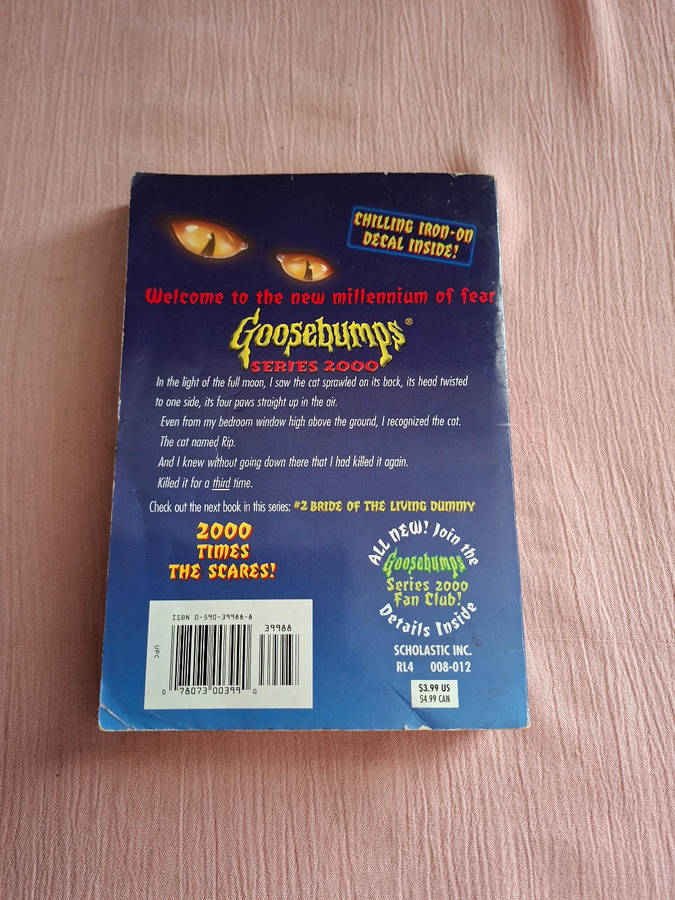 CHILLING IRON-ON
DECAL INSIDE!
Welcome to the new millennium of fear
Goosebumps®
SERIES 2000
In the light of the full moon, I saw the cat sprawled on its back, its head twisted
to one side, its four paws straight up in the air.
Even from my bedroom window high above the ground, I recognized the cat.
The cat named Rip.
And I knew without going down there that I had killed it again.
Killed it for a third time.
Check out the next book in this series: #2 BRIDE OF THE LIVING DUMMY
2000
TIMES
THE SCARES!
ALL NEW! Join the
Goosebumps
Series 2000
Fan Club!
Details Inside
ISBN 0-590-39988-8
39988
UPC
0 78073 00399 0
SCHOLASTIC INC.
RL4 008-012
$3.99 US
$4.99 CAN